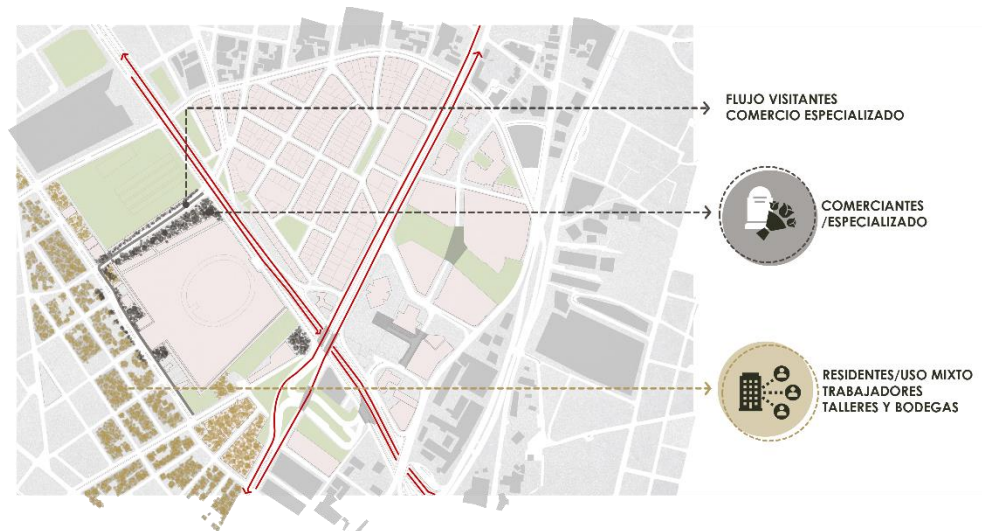 FLUJO VISITANTES
COMERCIO ESPECIALIZADO
COMERCIANTES
/ESPECIALIZADO
RESIDENTES/USO MIXTO
TRABAJADORES
TALLERES Y BODEGAS